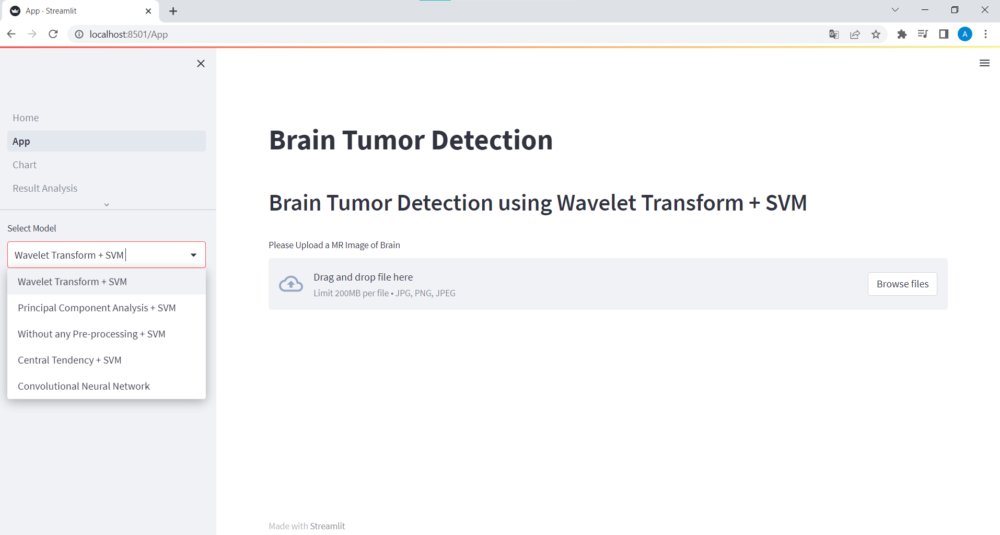 App · Streamlit
localhost:8501/App
A
Home
App
Chart
Result Analysis
Select Model
Wavelet Transform + SVM
Wavelet Transform + SVM
Principal Component Analysis + SVM
Without any Pre-processing + SVM
Central Tendency + SVM
Convolutional Neural Network
Brain Tumor Detection
Brain Tumor Detection using Wavelet Transform + SVM
Please Upload a MR Image of Brain
Drag and drop file here
Limit 200MB per file • JPG, PNG, JPEG
Browse files
Made with Streamlit